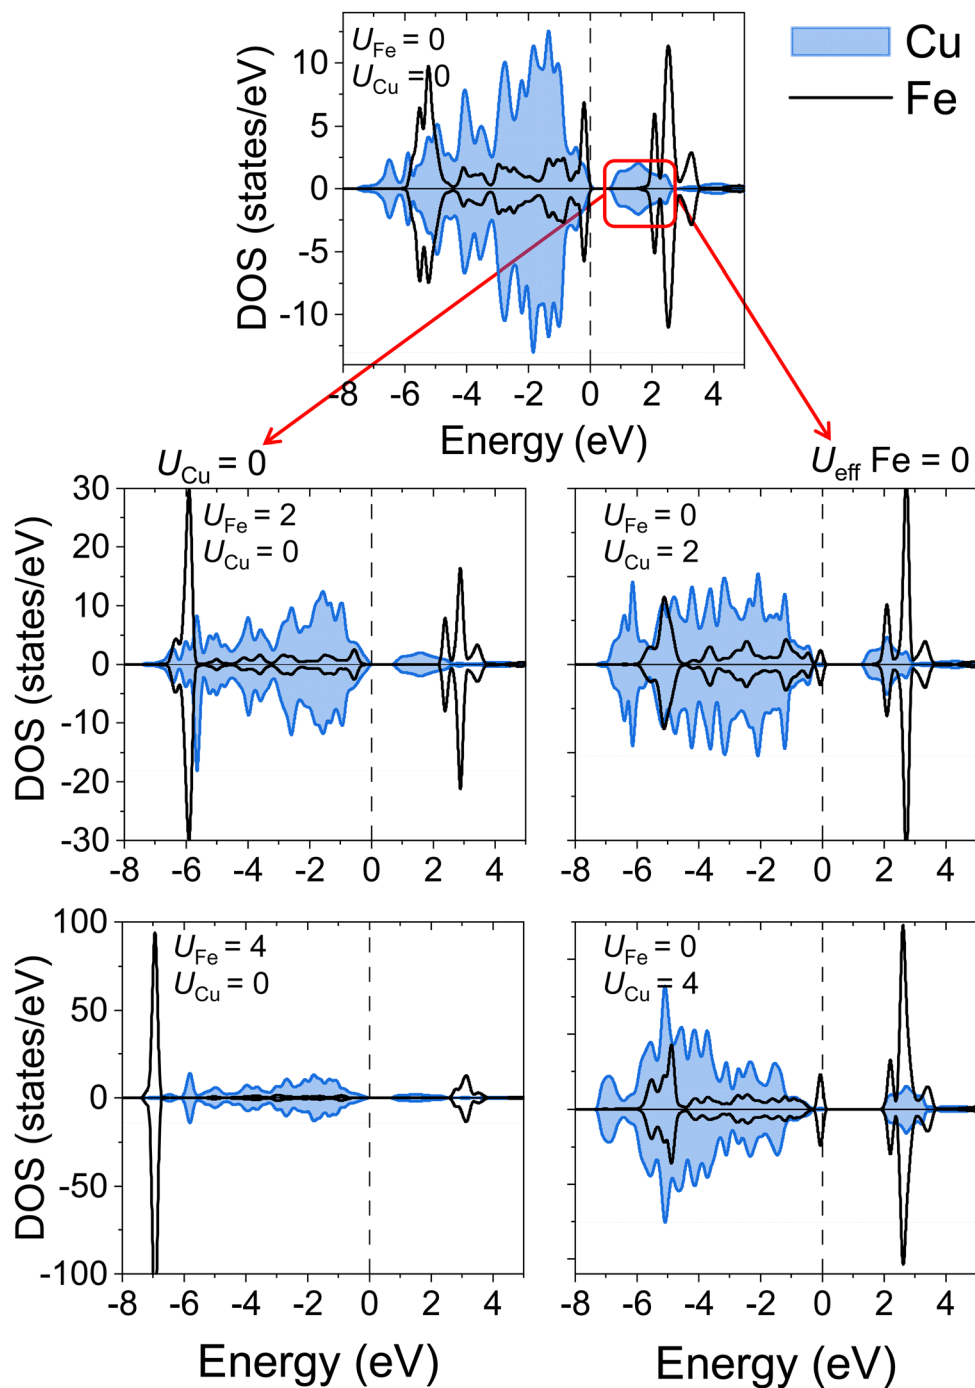 U_Fe = 0
U_Cu = 0
Cu
Fe
DOS (states/eV)
10
5
0
-5
-10
-8 -6 -4 -2 0 2 4
Energy (eV)
U_Cu = 0
U_eff Fe = 0
U_Fe = 2
U_Cu = 0
DOS (states/eV)
30
20
10
0
-10
-20
-30
-8 -6 -4 -2 0 2 4
U_Fe = 0
U_Cu = 2
-8 -6 -4 -2 0 2 4
U_Fe = 4
U_Cu = 0
DOS (states/eV)
100
50
0
-50
-100
-8 -6 -4 -2 0 2 4
Energy (eV)
U_Fe = 0
U_Cu = 4
-8 -6 -4 -2 0 2 4
Energy (eV)